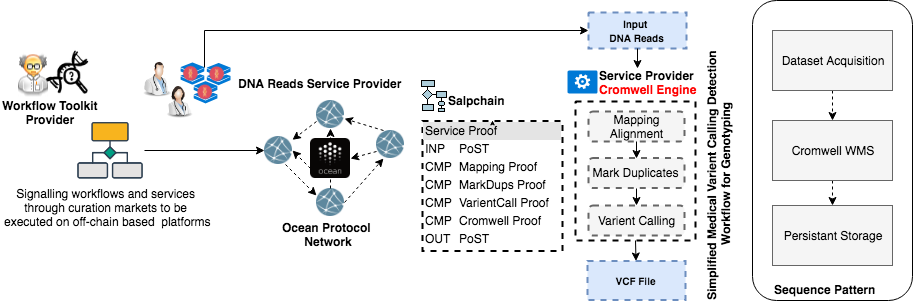 Workflow Toolkit
Provider
Signalling workflows and services
through curation markets to be
executed on off-chain based platforms
DNA Reads Service Provider
ocean
Ocean Protocol
Network
Salpchain
Service Proof
INP PoST
CMP Mapping Proof
CMP MarkDups Proof
CMP VarientCall Proof
CMP Cromwell Proof
OUT PoST
Input
DNA Reads
Service Provider
Cromwell Engine
Mapping
Alignment
Mark Duplicates
Varient Calling
VCF File
Simplified Medical Varient Calling Detection
Workflow for Genotyping
Dataset Acquisition
Cromwell WMS
Persistant Storage
Sequence Pattern